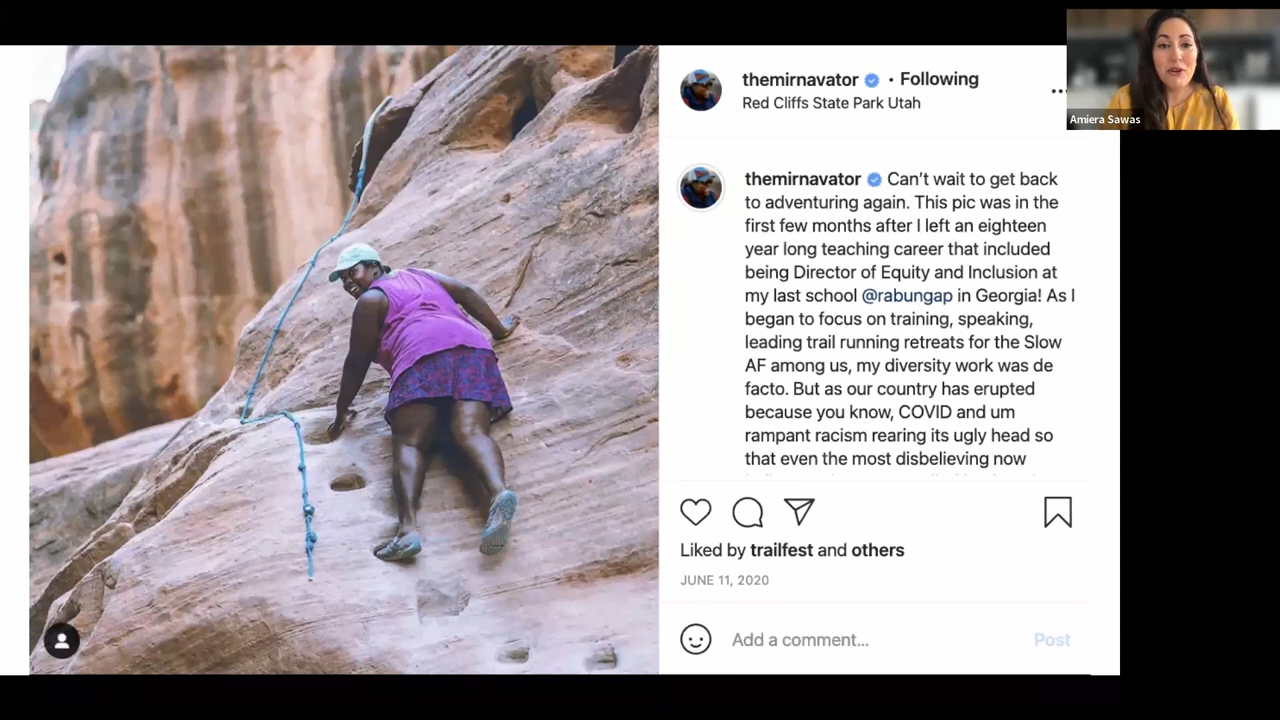 themirnavator • Following
Red Cliffs State Park Utah
Amiera Sawas
themirnavator Can’t wait to get back
to adventuring again. This pic was in the
first few months after I left an eighteen
year long teaching career that included
being Director of Equity and Inclusion at
my last school @rabungap in Georgia! As I
began to focus on training, speaking,
leading trail running retreats for the Slow
AF among us, my diversity work was de
facto. But as our country has erupted
because you know, COVID and um
rampant racism rearing its ugly head so
that even the most disbelieving now
Liked by trailfest and others
JUNE 11, 2020
Add a comment... Post